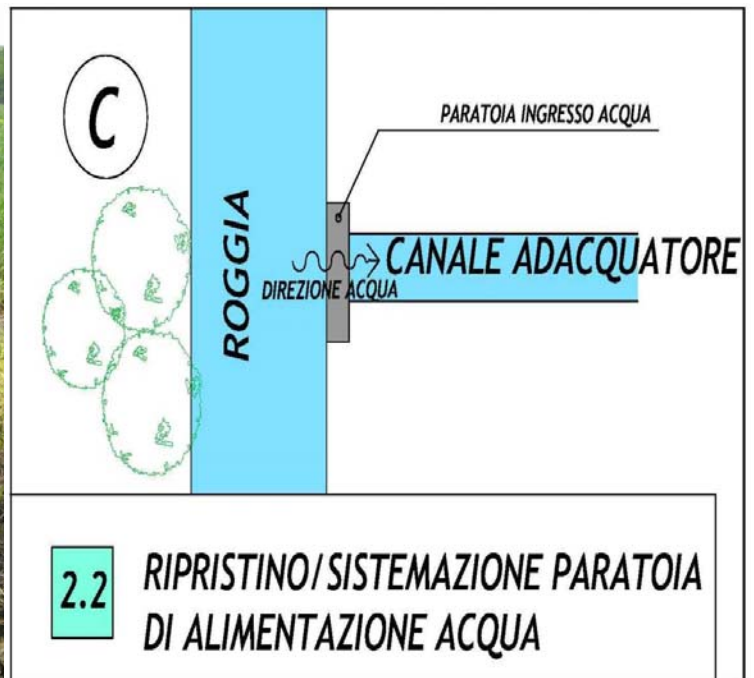 C
PARATOIA INGRESSO ACQUA
ROGGIA
CANALE ADACQUATORE
DIREZIONE ACQUA
2.2
RIPRISTINO/SISTEMAZIONE PARATOIA
DI ALIMENTAZIONE ACQUA